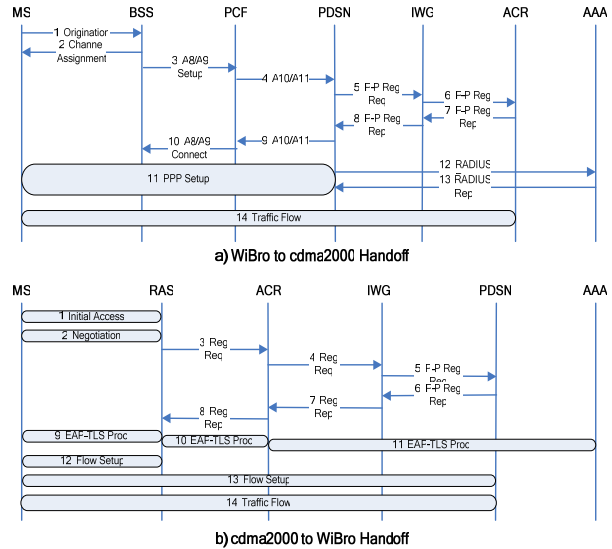 MS BSS PCF PDSN IWG ACR AAA
1 Origination
2 Channe
Assignment
3 A8/A9
Setup
4 A10/A11
5 F-P Reg
Req
6 F-P Reg
7 F-P Reg
Rep
8 F-P Reg
Rep
9 A10/A11
10 A8/A9
Connect
11 PPP Setup
12 RADIUS
13 RADIUS
Rep
14 Traffic Flow
a) WiBro to cdma2000 Handoff
MS RAS ACR IWG PDSN AAA
1 Initial Access
2 Negotiation
3 Reg
Req
4 Reg
Req
5 F-P Reg
Req
6 F-P Reg
Rep
7 Reg
Rep
8 Reg
Rep
9 EAF-TLS Proc
10 EAF-TLS Proc
11 EAF-TLS Proc
12 Flow Setup
13 Flow Setup
14 Traffic Flow
b) cdma2000 to WiBro Handoff